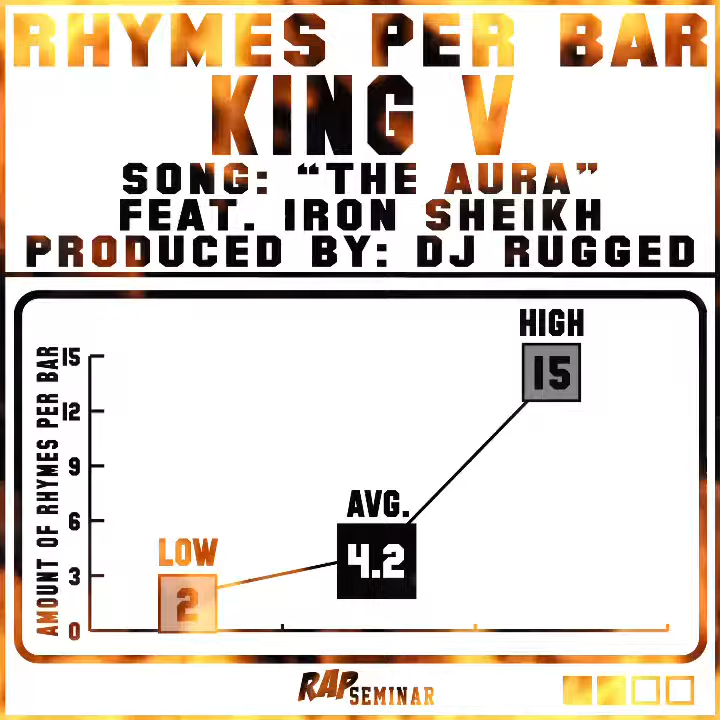 RHYMES PER BAR
KING V
SONG: "THE AURA"
FEAT. IRON SHEIKH
PRODUCED BY: DJ RUGGED
HIGH
15
AVG.
4.2
LOW
2
AMOUNT OF RHYMES PER BAR
15
12
9
6
3
0
RAP SEMINAR